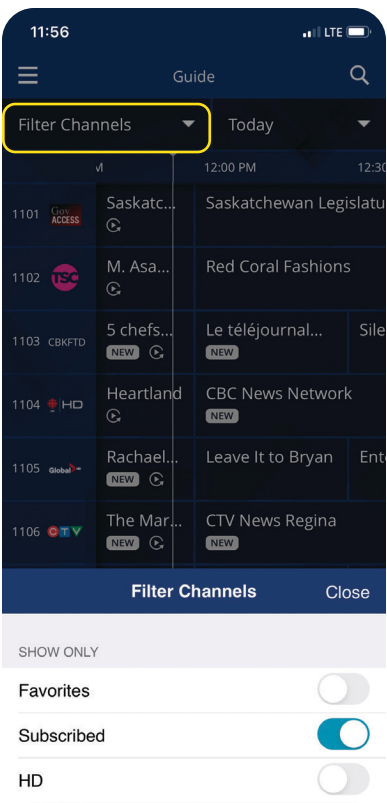 11:56 LTE
Guide
Filter Channels Today
M 12:00 PM 12:30
1101 Gov ACCESS Saskatc... Saskatchewan Legislatu
1102 TSC M. Asa... Red Coral Fashions
1103 CBKFTD 5 chefs... Le téléjournal... Sile
NEW NEW
1104 HD Heartland CBC News Network
NEW
1105 Global Rachael... Leave It to Bryan Ente
NEW
1106 CTV The Mar... CTV News Regina
NEW NEW
Filter Channels Close
SHOW ONLY
Favorites
Subscribed
HD